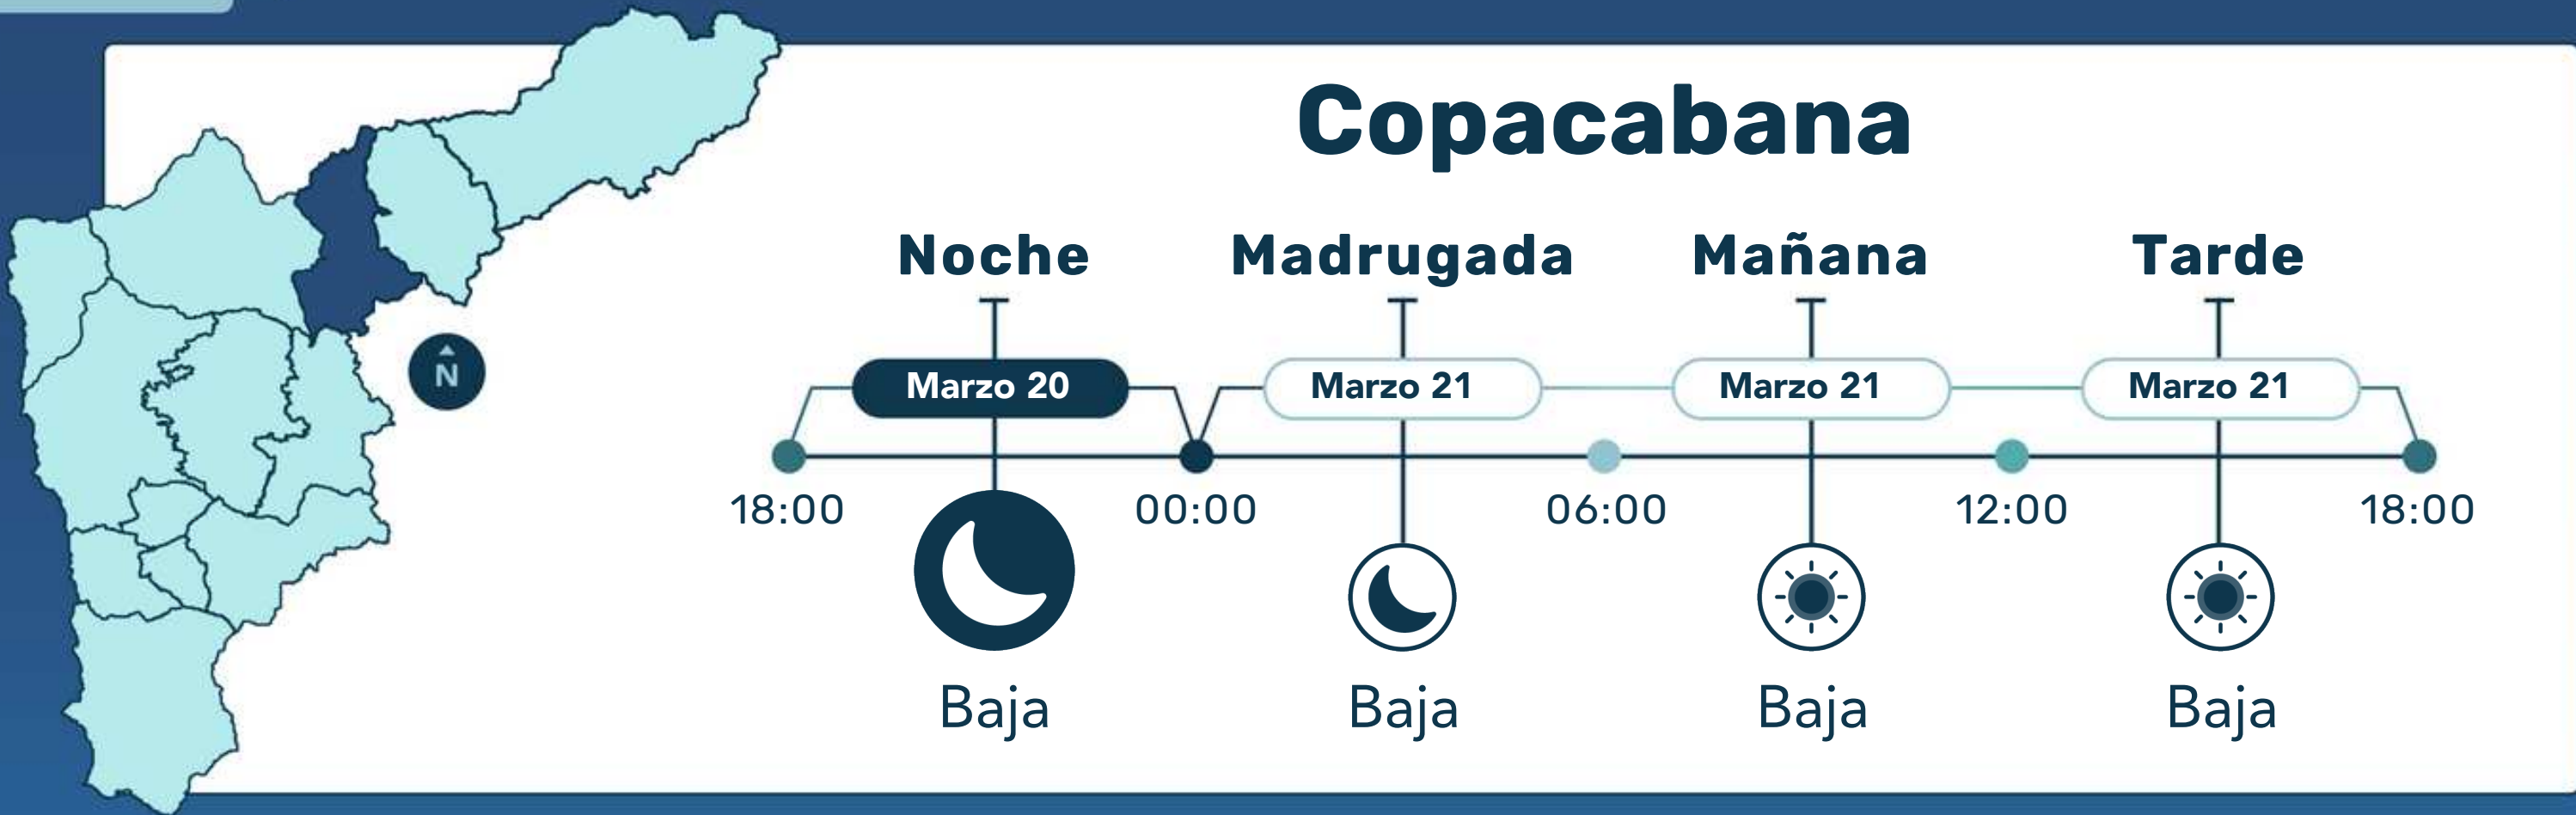 Copacabana
Noche Madrugada Mañana Tarde
Marzo 20 Marzo 21 Marzo 21 Marzo 21
N
18:00 00:00 06:00 12:00 18:00
Baja Baja Baja Baja